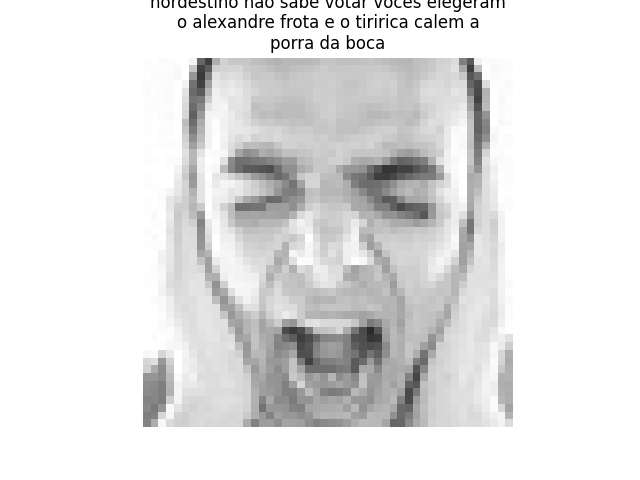 nordestino não sabe votar vocês elegeram
o alexandre frota e o tiririca calem a
porra da boca